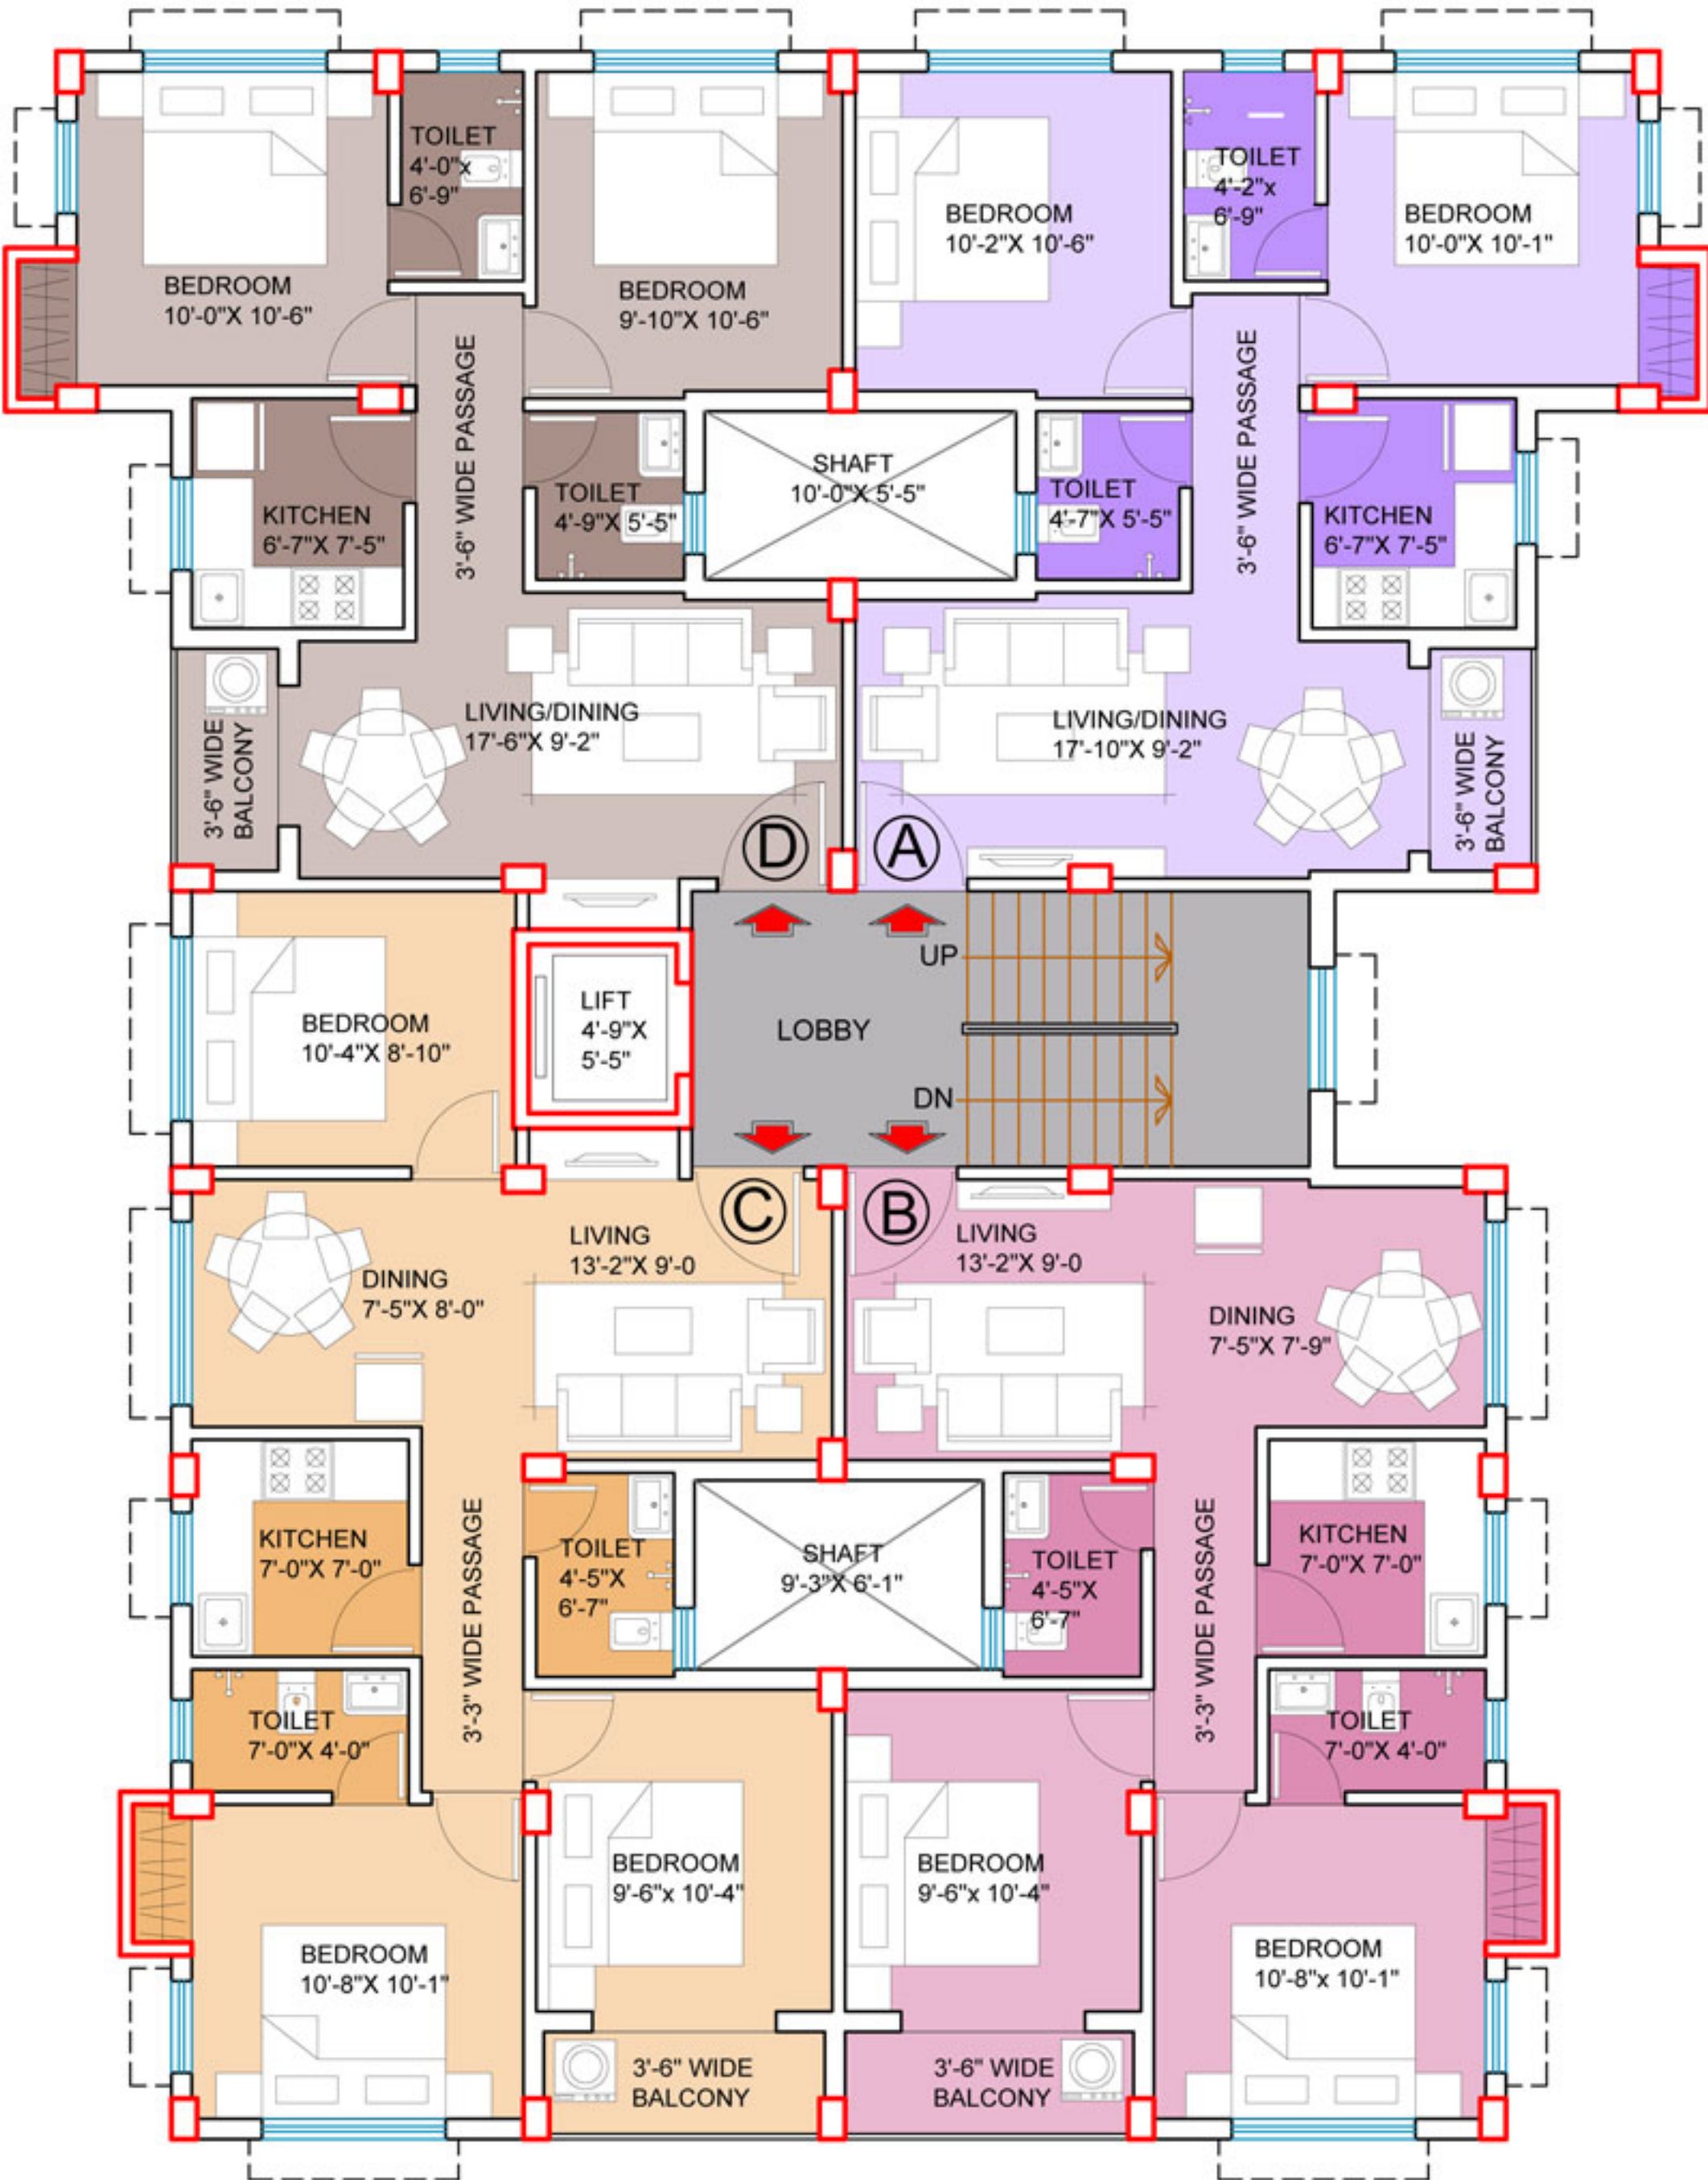 TOILET
4'-0"x
6'-9"
TOILET
4'-2"x
6'-9"
BEDROOM
10'-2"X 10'-6"
BEDROOM
10'-0"X 10'-1"
BEDROOM
10'-0"X 10'-6"
BEDROOM
9'-10"X 10'-6"
3'-6" WIDE PASSAGE
3'-6" WIDE PASSAGE
SHAFT
10'-0"X 5'-5"
TOILET
4'-9"X 5'-5"
TOILET
4'-7"X 5'-5"
KITCHEN
6'-7"X 7'-5"
KITCHEN
6'-7"X 7'-5"
LIVING/DINING
17'-6"X 9'-2"
LIVING/DINING
17'-10"X 9'-2"
3'-6" WIDE
BALCONY
3'-6" WIDE
BALCONY
D
A
UP
LIFT
4'-9"X
5'-5"
LOBBY
BEDROOM
10'-4"X 8'-10"
DN
C
B
LIVING
13'-2"X 9'-0
LIVING
13'-2"X 9'-0
DINING
7'-5"X 8'-0"
DINING
7'-5"X 7'-9"
KITCHEN
7'-0"X 7'-0"
3'-3" WIDE PASSAGE
TOILET
4'-5"X
6'-7"
SHAFT
9'-3"X 6'-1"
TOILET
4'-5"X
6'-7"
3'-3" WIDE PASSAGE
KITCHEN
7'-0"X 7'-0"
TOILET
7'-0"X 4'-0"
TOILET
7'-0"X 4'-0"
BEDROOM
9'-6"x 10'-4"
BEDROOM
9'-6"x 10'-4"
BEDROOM
10'-8"X 10'-1"
BEDROOM
10'-8"x 10'-1"
3'-6" WIDE
BALCONY
3'-6" WIDE
BALCONY